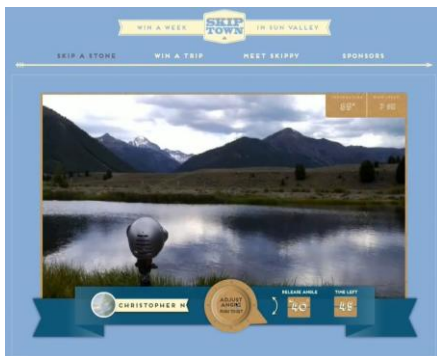 WIN A WEEK SKIP TOWN IN SUN VALLEY
SKIP A STONE WIN A TRIP MEET SKIPPY SPONSORS
68°
CHRISTOPHER
ADJUST
ANGLE
RELEASE ANGLE TIME LEFT
40 48